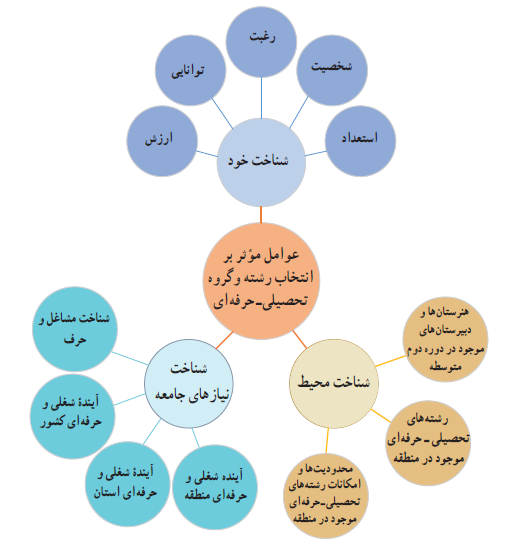 رغبت
توانایی
شخصیت
ارزش
استعداد
شناخت خود
عوامل مؤثر بر
انتخاب رشته وگروه
تحصیلی-حرفه‌ای
شناخت
نیازهای جامعه
شناخت مشاغل و
حرف
آیندهٔ شغلی و
حرفه‌ای کشور
آیندهٔ شغلی و
حرفه‌ای استان
آینده شغلی و
حرفه‌ای منطقه
شناخت محیط
هنرستان‌ها و
دبیرستان‌های
موجود در دوره دوم
متوسطه
رشته‌های
تحصیلی - حرفه‌ای
موجود در منطقه
محدودیت‌ها و
امکانات رشته‌های
تحصیلی-حرفه‌ای
موجود در منطقه